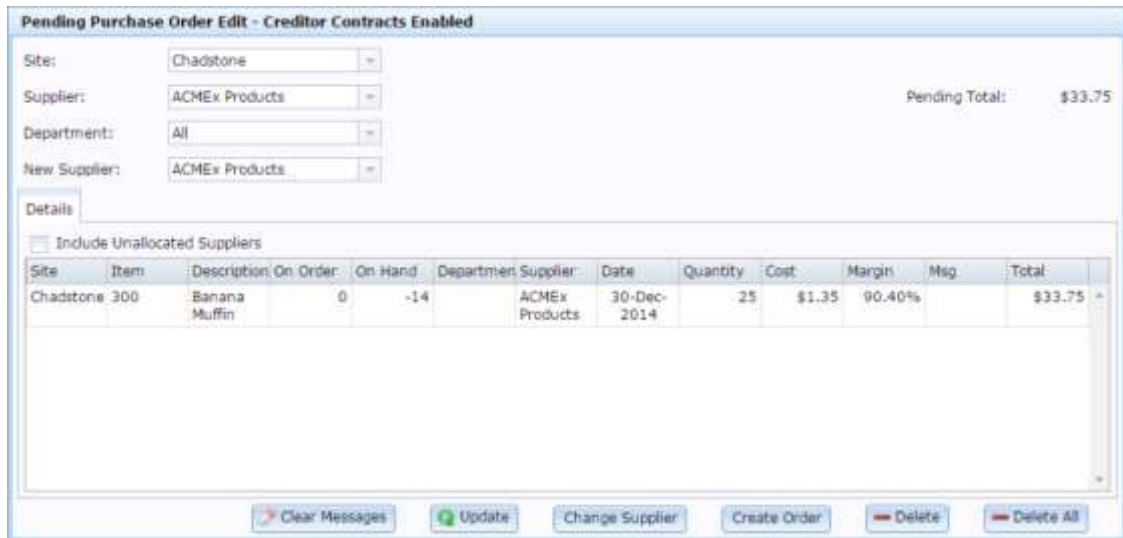 Pending Purchase Order Edit - Creditor Contracts Enabled
Site: Chadstone
Supplier: ACMEx Products Pending Total: $33.75
Department: All
New Supplier: ACMEx Products
Details
Include Unallocated Suppliers
Site Item Description On Order On Hand Departmen Supplier Date Quantity Cost Margin Msg Total
Chadstone 300 Banana 0 -14 ACMEx 30-Dec- 25 $1.35 90.40% $33.75
Muffin Products 2014
Clear Messages Update Change Supplier Create Order Delete Delete All